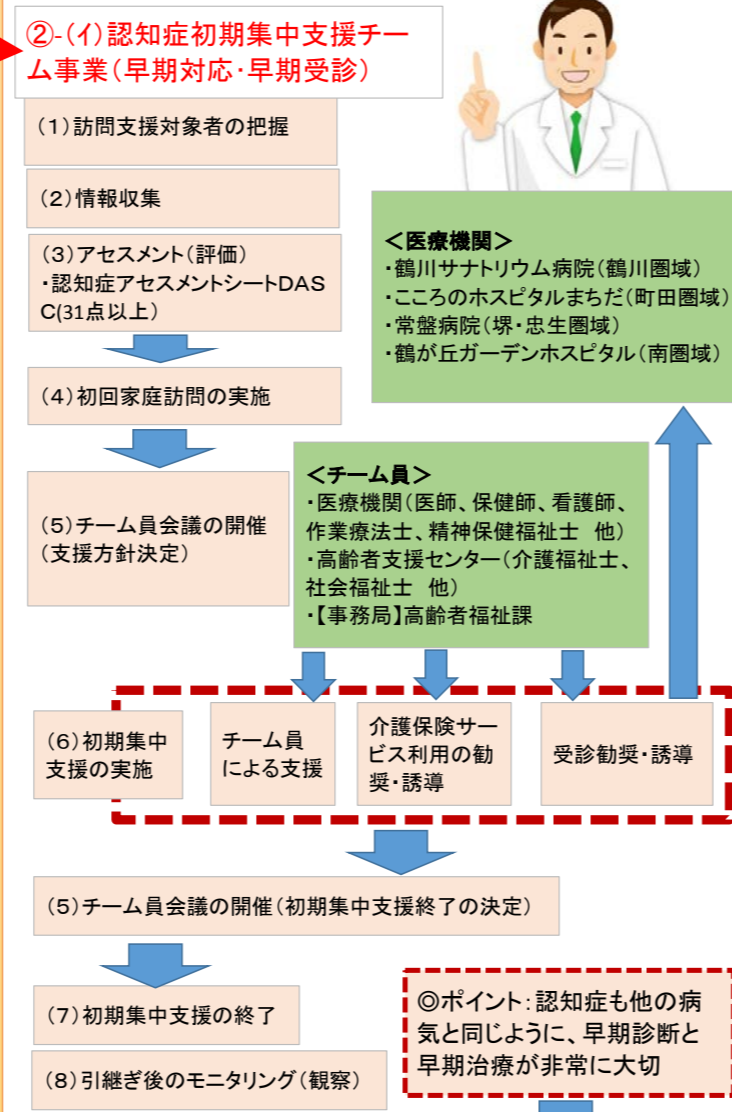 ②-(イ)認知症初期集中支援チー
ム事業(早期対応・早期受診)
(1)訪問支援対象者の把握
(2)情報収集
(3)アセスメント(評価)
・認知症アセスメントシートDAS
C(31点以上)
<医療機関>
・鶴川サナトリウム病院(鶴川圏域)
・こころのホスピタルまちだ(町田圏域)
・常盤病院(堺・忠生圏域)
・鶴が丘ガーデンホスピタル(南圏域)
(4)初回家庭訪問の実施
(5)チーム員会議の開催
(支援方針決定)
<チーム員>
・医療機関(医師、保健師、看護師、
作業療法士、精神保健福祉士 他)
・高齢者支援センター(介護福祉士、
社会福祉士 他)
・【事務局】高齢者福祉課
(6)初期集中
支援の実施
チーム員
による支援
介護保険サー
ビス利用の勧
奨・誘導
受診勧奨・誘導
(5)チーム員会議の開催(初期集中支援終了の決定)
(7)初期集中支援の終了
(8)引継ぎ後のモニタリング(観察)
◎ポイント:認知症も他の病
気と同じように、早期診断と
早期治療が非常に大切